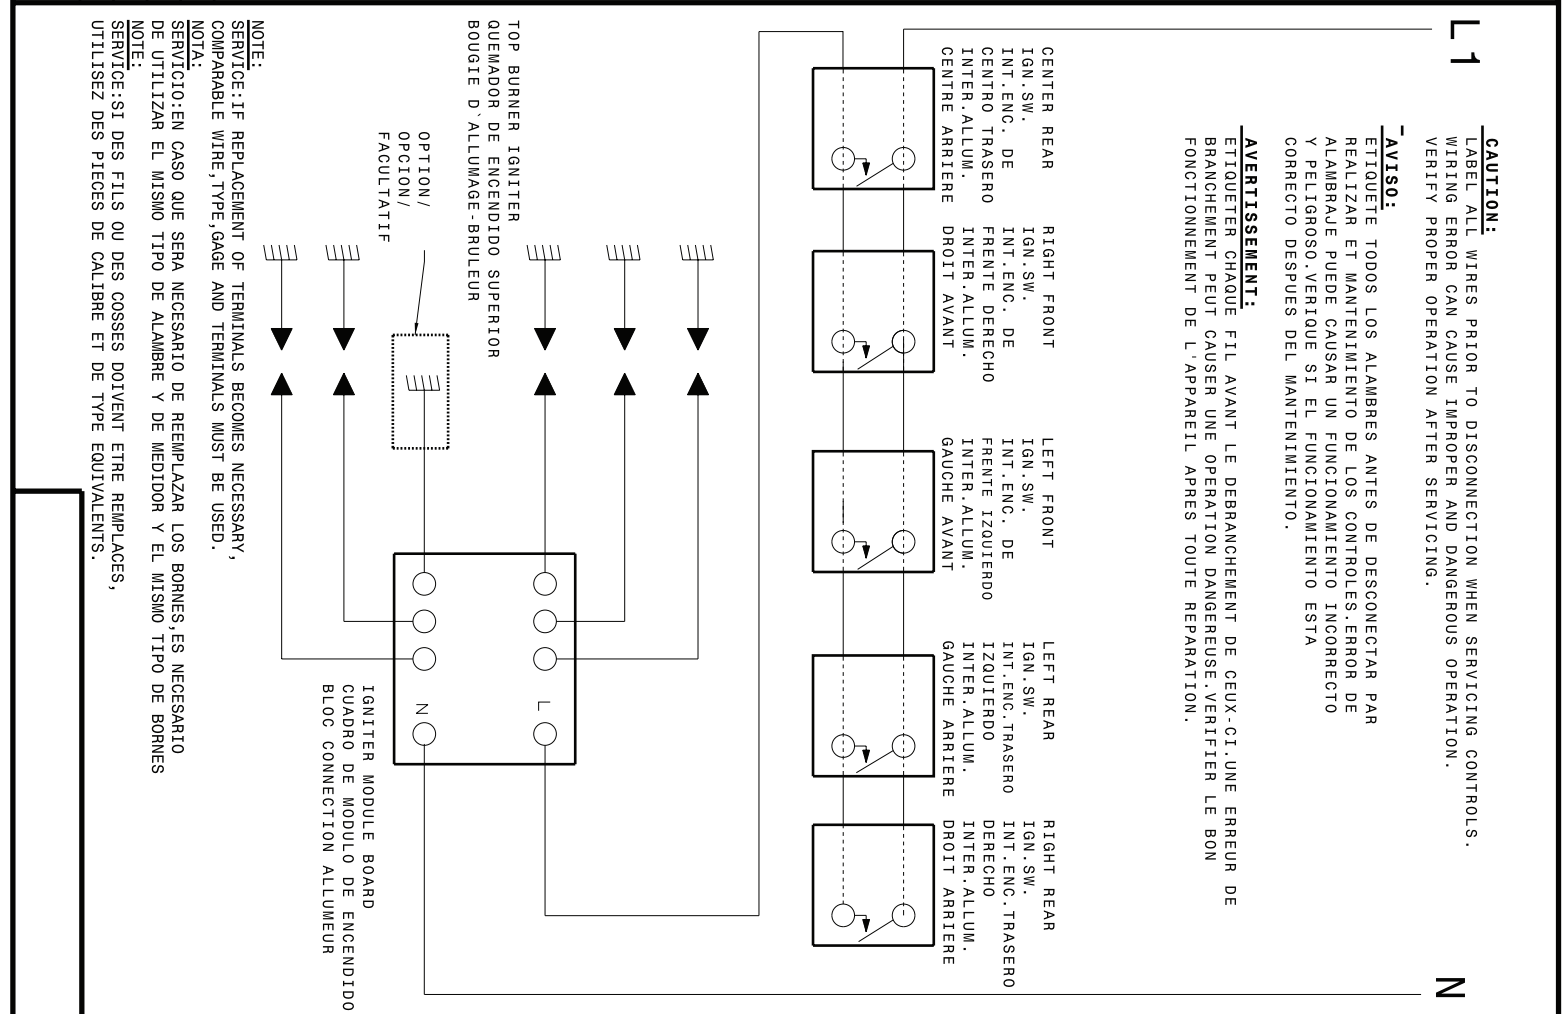 L1
N
CAUTION:
LABEL ALL WIRES PRIOR TO DISCONNECTION WHEN SERVICING CONTROLS.
WIRING ERROR CAN CAUSE IMPROPER AND DANGEROUS OPERATION.
VERIFY PROPER OPERATION AFTER SERVICING.
AVISO:
ETIQUETE TODOS LOS ALAMBRES ANTES DE DESCONECTAR PAR
REALIZAR ET MANTENIMIENTO DE LOS CONTROLES.ERROR DE
ALAMBRAJE PUEDE CAUSAR UN FUNCIONAMIENTO INCORRECTO
Y PELIGROSO.VERIQUE SI EL FUNCIONAMIENTO ESTA
CORRECTO DESPUES DEL MANTENIMIENTO.
AVERTISSEMENT:
ETIQUETER CHAQUE FIL AVANT LE DEBRANCHEMENT DE CEUX-CI.UNE ERREUR DE
BRANCHEMENT PEUT CAUSER UNE OPERATION DANGEREUSE.VERIFIER LE BON
FONCTIONNEMENT DE L'APPAREIL APRES TOUTE REPARATION.
CENTER REAR
IGN.SW.
INT.ENC. DE
CENTRO TRASERO
INTER.ALLUM.
CENTRE ARRIERE
RIGHT FRONT
IGN.SW.
INT.ENC. DE
FRENTE DERECHO
INTER.ALLUM.
DROIT AVANT
LEFT FRONT
IGN.SW.
INT.ENC. DE
FRENTE IZQUIERDO
INTER.ALLUM.
GAUCHE AVANT
LEFT REAR
IGN.SW.
INT.ENC.TRASERO
IZQUIERDO
INTER.ALLUM.
GAUCHE ARRIERE
RIGHT REAR
IGN.SW.
INT.ENC.TRASERO
DERECHO
INTER.ALLUM.
DROIT ARRIERE
TOP BURNER IGNITER
QUEMADOR DE ENCENDIDO SUPERIOR
BOUGIE D`ALLUMAGE-BRULEUR
OPTION/
OPCION/
FACULTATIF
L
N
IGNITER MODULE BOARD
CUADRO DE MODULO DE ENCENDIDO
BLOC CONNECTION ALLUMEUR
NOTE:
SERVICE:IF REPLACEMENT OF TERMINALS BECOMES NECESSARY,
COMPARABLE WIRE,TYPE,GAGE AND TERMINALS MUST BE USED.
NOTA:
SERVICIO:EN CASO QUE SERA NECESARIO DE REEMPLAZAR LOS BORNES,ES NECESARIO
DE UTILIZAR EL MISMO TIPO DE ALAMBRE Y DE MEDIDOR Y EL MISMO TIPO DE BORNES
NOTE:
SERVICE:SI DES FILS OU DES COSSES DOIVENT ETRE REMPLACES,
UTILISEZ DES PIECES DE CALIBRE ET DE TYPE EQUIVALENTS.